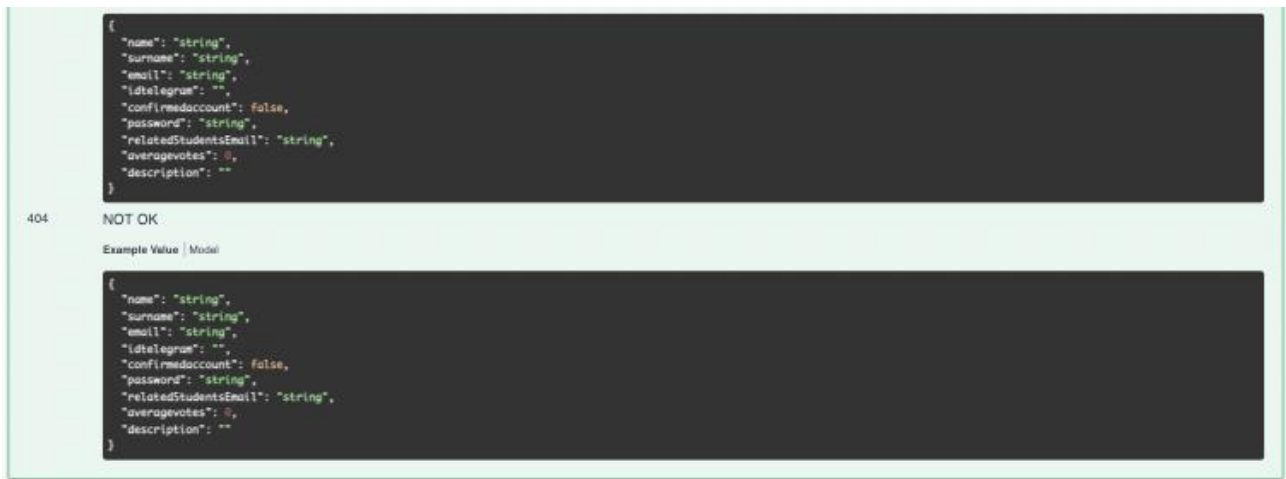 {
"name": "string",
"surname": "string",
"email": "string",
"idtelegram": "",
"confirmedaccount": false,
"password": "string",
"relatedStudentsEmail": "string",
"averagevotes": 0,
"description": ""
}
404 NOT OK
Example Value | Model
{
"name": "string",
"surname": "string",
"email": "string",
"idtelegram": "",
"confirmedaccount": false,
"password": "string",
"relatedStudentsEmail": "string",
"averagevotes": 0,
"description": ""
}